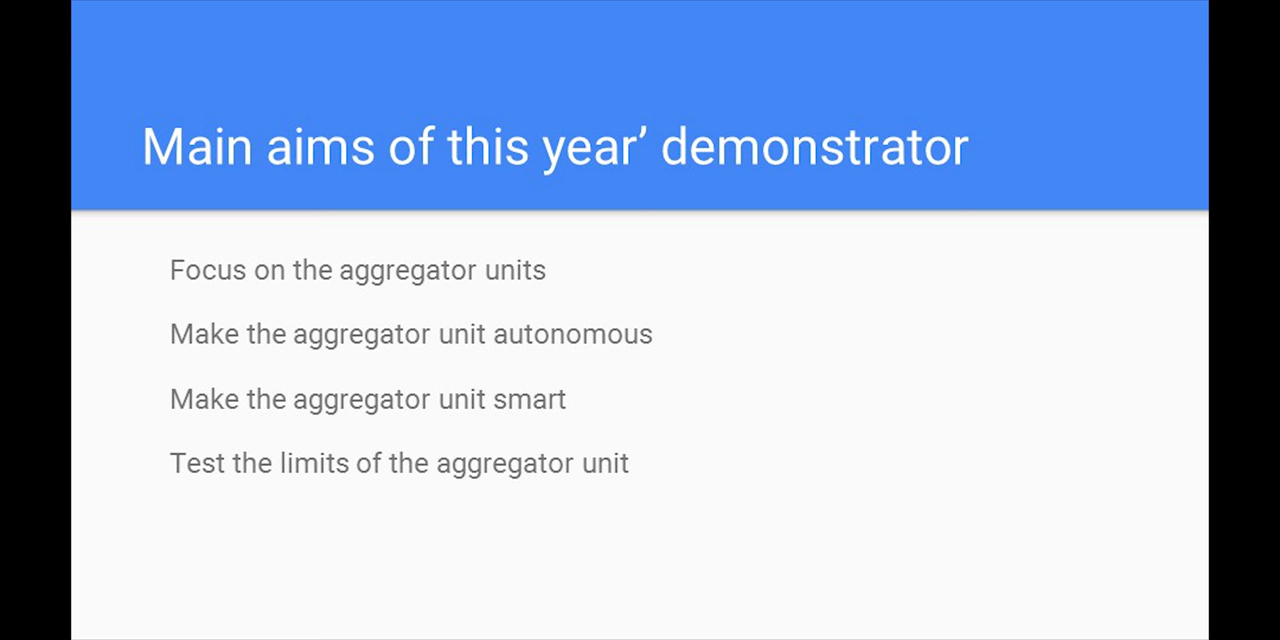 Main aims of this year’ demonstrator
Focus on the aggregator units
Make the aggregator unit autonomous
Make the aggregator unit smart
Test the limits of the aggregator unit